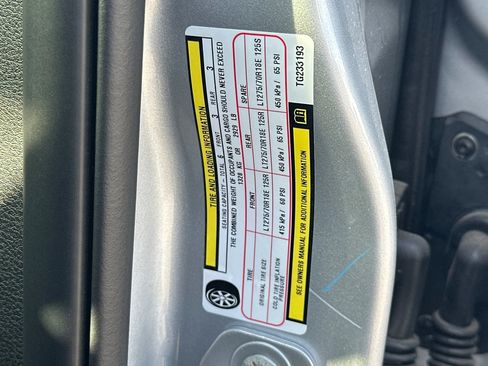 TIRE AND LOADING INFORMATION
SEATING CAPACITY - TOTAL 6 FRONT 3 REAR 3
THE COMBINED WEIGHT OF OCCUPANTS AND CARGO SHOULD NEVER EXCEED
1328 KG OR 2929 LB
TIRE FRONT REAR SPARE
ORIGINAL TIRE SIZE LT275/70R18E 125R LT275/70R18E 125R LT275/70R18E 125S
COLD TIRE INFLATION PRESSURE 415 kPa/ 60 PSI 450 kPa/ 65 PSI 450 kPa/ 65 PSI
SEE OWNERS MANUAL FOR ADDITIONAL INFORMATION
TG233193